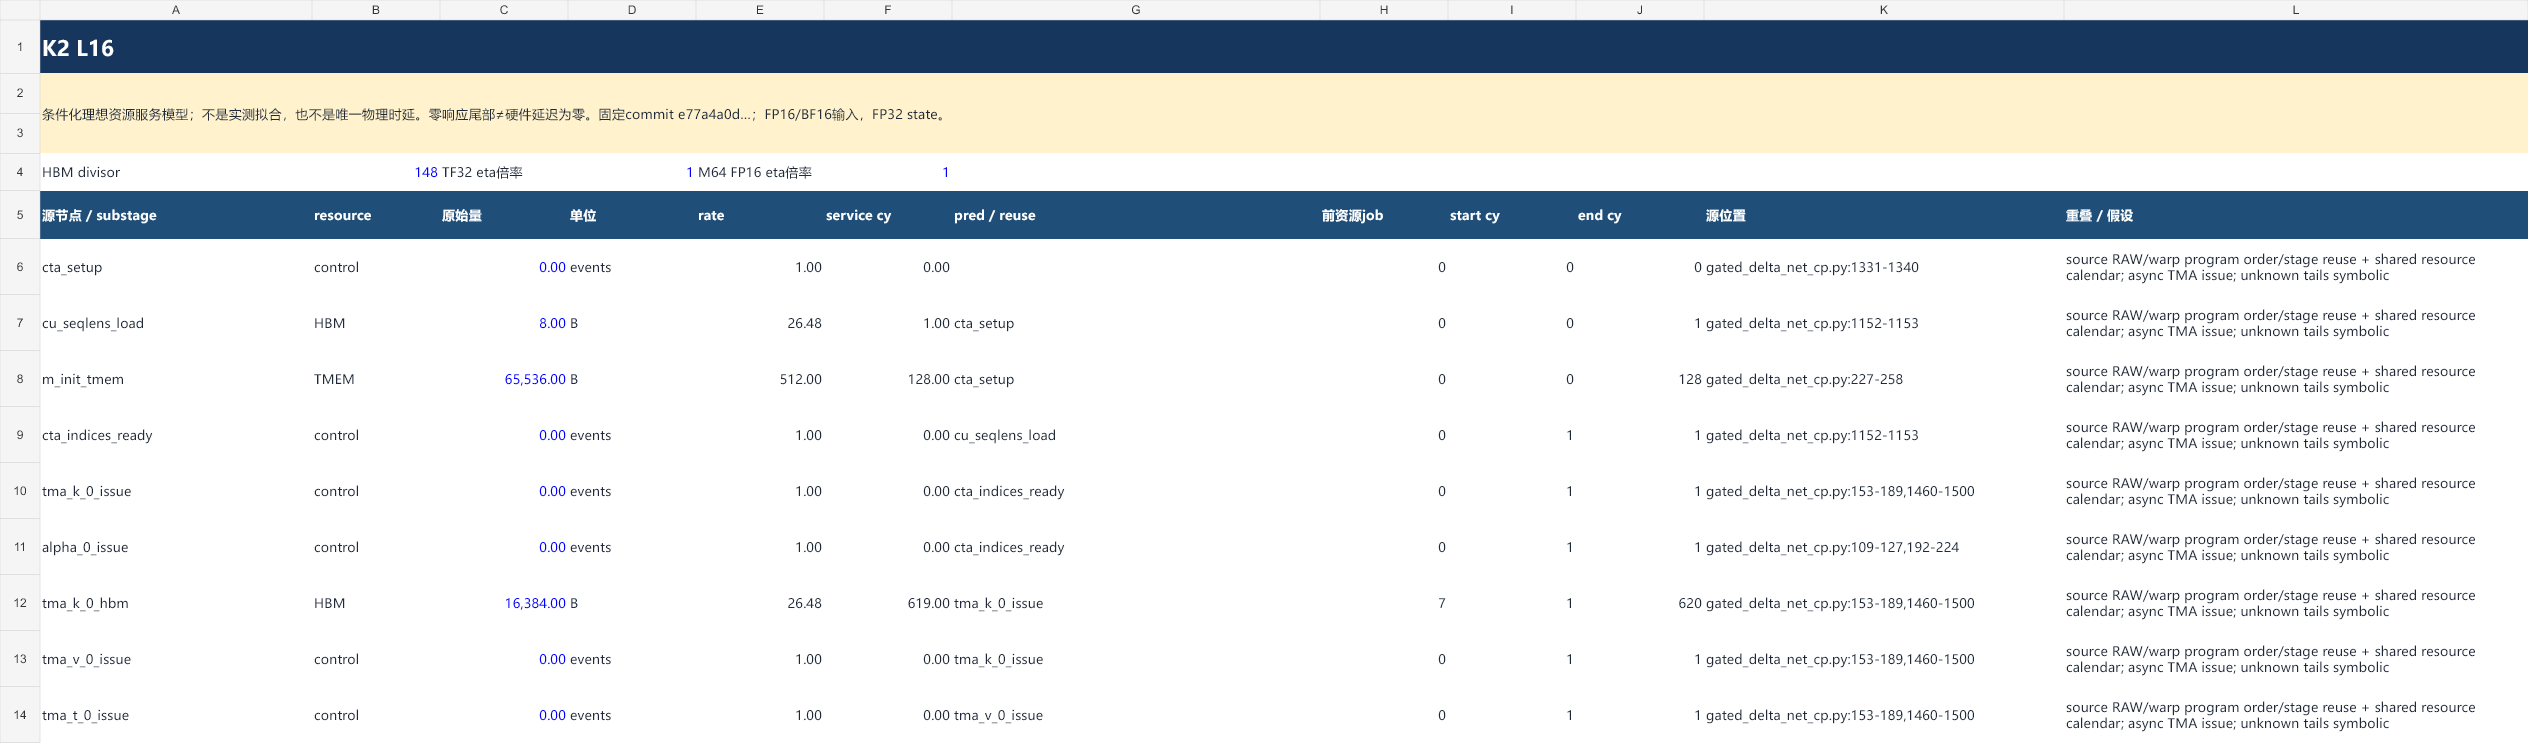 A B C D E F G H I J K L
1 K2 L16
2
条件化理想资源服务模型；不是实测拟合，也不是唯一物理时延。零响应尾部≠硬件延迟为零。固定commit e77a4a0d...；FP16/BF16输入，FP32 state。
3
4 HBM divisor 148 TF32 eta倍率 1 M64 FP16 eta倍率 1
5 源节点 / substage resource 原始量 单位 rate service cy pred / reuse 前资源job start cy end cy 源位置 重叠 / 假设
6 cta_setup control 0.00 events 1.00 0.00 0 0 0 gated_delta_net_cp.py:1331-1340 source RAW/warp program order/stage reuse + shared resource
calendar; async TMA issue; unknown tails symbolic
7 cu_seqlens_load HBM 8.00 B 26.48 1.00 cta_setup 0 0 1 gated_delta_net_cp.py:1152-1153 source RAW/warp program order/stage reuse + shared resource
calendar; async TMA issue; unknown tails symbolic
8 m_init_tmem TMEM 65,536.00 B 512.00 128.00 cta_setup 0 0 128 gated_delta_net_cp.py:227-258 source RAW/warp program order/stage reuse + shared resource
calendar; async TMA issue; unknown tails symbolic
9 cta_indices_ready control 0.00 events 1.00 0.00 cu_seqlens_load 0 1 1 gated_delta_net_cp.py:1152-1153 source RAW/warp program order/stage reuse + shared resource
calendar; async TMA issue; unknown tails symbolic
10 tma_k_0_issue control 0.00 events 1.00 0.00 cta_indices_ready 0 1 1 gated_delta_net_cp.py:153-189,1460-1500 source RAW/warp program order/stage reuse + shared resource
calendar; async TMA issue; unknown tails symbolic
11 alpha_0_issue control 0.00 events 1.00 0.00 cta_indices_ready 0 1 1 gated_delta_net_cp.py:109-127,192-224 source RAW/warp program order/stage reuse + shared resource
calendar; async TMA issue; unknown tails symbolic
12 tma_k_0_hbm HBM 16,384.00 B 26.48 619.00 tma_k_0_issue 7 1 620 gated_delta_net_cp.py:153-189,1460-1500 source RAW/warp program order/stage reuse + shared resource
calendar; async TMA issue; unknown tails symbolic
13 tma_v_0_issue control 0.00 events 1.00 0.00 tma_k_0_issue 0 1 1 gated_delta_net_cp.py:153-189,1460-1500 source RAW/warp program order/stage reuse + shared resource
calendar; async TMA issue; unknown tails symbolic
14 tma_t_0_issue control 0.00 events 1.00 0.00 tma_v_0_issue 0 1 1 gated_delta_net_cp.py:153-189,1460-1500 source RAW/warp program order/stage reuse + shared resource
calendar; async TMA issue; unknown tails symbolic